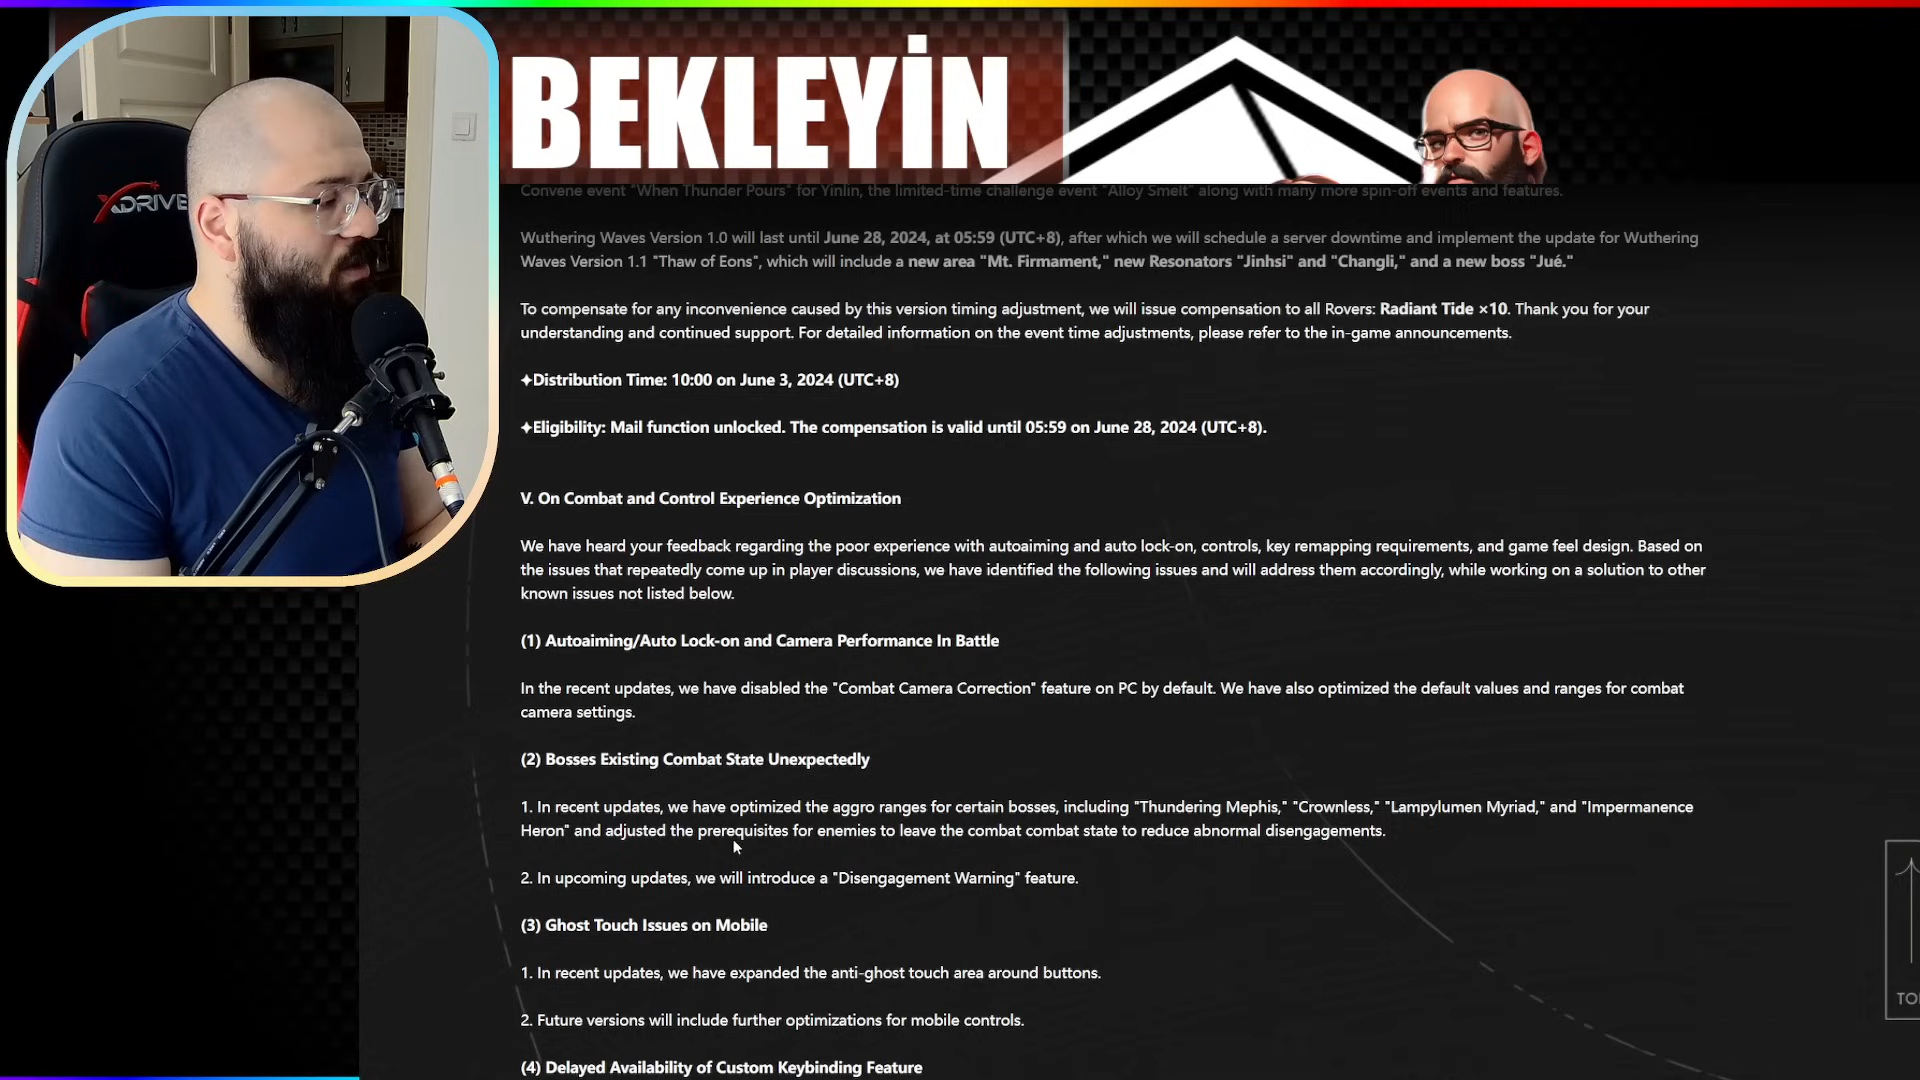 BEKLEYİN
XDRIVE
Convene event "When Thunder Pours" for Yinlin, the limited-time challenge event "Alloy Smelt" along with many more spin-off events and features.
Wuthering Waves Version 1.0 will last until June 28, 2024, at 05:59 (UTC+8), after which we will schedule a server downtime and implement the update for Wuthering
Waves Version 1.1 "Thaw of Eons", which will include a new area "Mt. Firmament," new Resonators "Jinhsi" and "Changli," and a new boss "Jué."
To compensate for any inconvenience caused by this version timing adjustment, we will issue compensation to all Rovers: Radiant Tide ×10. Thank you for your
understanding and continued support. For detailed information on the event time adjustments, please refer to the in-game announcements.
✦Distribution Time: 10:00 on June 3, 2024 (UTC+8)
✦Eligibility: Mail function unlocked. The compensation is valid until 05:59 on June 28, 2024 (UTC+8).
V. On Combat and Control Experience Optimization
We have heard your feedback regarding the poor experience with autoaiming and auto lock-on, controls, key remapping requirements, and game feel design. Based on
the issues that repeatedly come up in player discussions, we have identified the following issues and will address them accordingly, while working on a solution to other
known issues not listed below.
(1) Autoaiming/Auto Lock-on and Camera Performance In Battle
In the recent updates, we have disabled the "Combat Camera Correction" feature on PC by default. We have also optimized the default values and ranges for combat
camera settings.
(2) Bosses Existing Combat State Unexpectedly
1. In recent updates, we have optimized the aggro ranges for certain bosses, including "Thundering Mephis," "Crownless," "Lampylumen Myriad," and "Impermanence
Heron" and adjusted the prerequisites for enemies to leave the combat combat state to reduce abnormal disengagements.
2. In upcoming updates, we will introduce a "Disengagement Warning" feature.
(3) Ghost Touch Issues on Mobile
1. In recent updates, we have expanded the anti-ghost touch area around buttons.
2. Future versions will include further optimizations for mobile controls.
(4) Delayed Availability of Custom Keybinding Feature